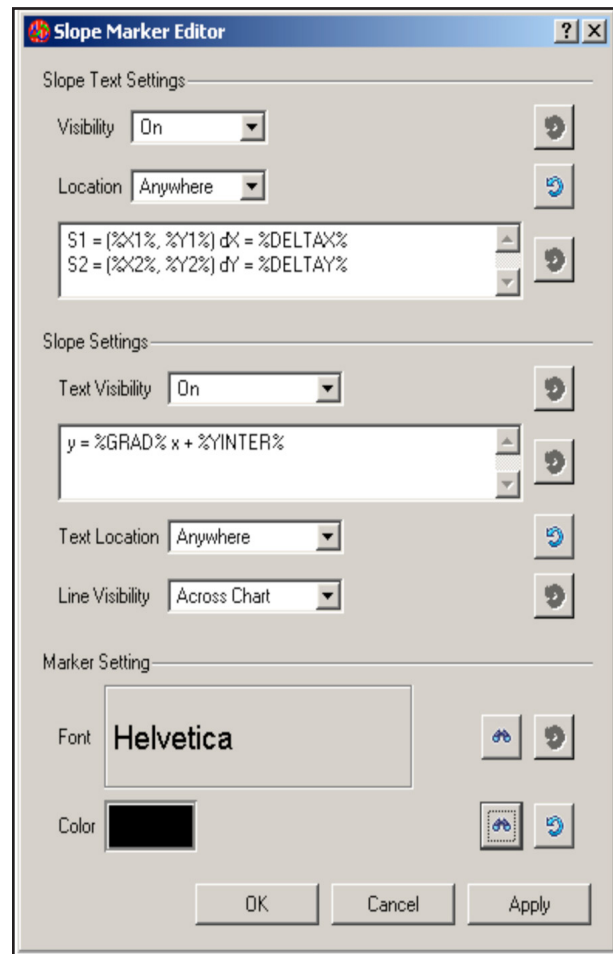 Slope Marker Editor
Slope Text Settings
Visibility On
Location Anywhere
S1 = (%X1%, %Y1%) dX = %DELTAX%
S2 = (%X2%, %Y2%) dY = %DELTAY%
Slope Settings
Text Visibility On
y = %GRAD% x + %YINTER%
Text Location Anywhere
Line Visibility Across Chart
Marker Setting
Font Helvetica
Color
OK Cancel Apply